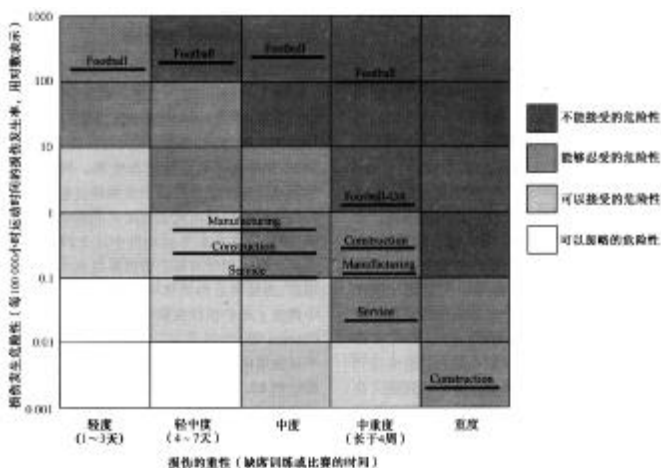 1000
100
10
1
0.1
0.01
0.001
损伤发生危险性(每100 000小时运动时间的损伤发生率,用对数表示)
Football
Football
Football
Football
Manufacturing
Construction
Service
Construction
Manufacturing
Service
Construction
轻度
(1~3天)
轻中度
(4~7天)
中度
中重度
(长于4周)
重度
损伤的重性(缺席训练或比赛的时间)
不能接受的危险性
能够忍受的危险性
可以接受的危险性
可以忽略的危险性